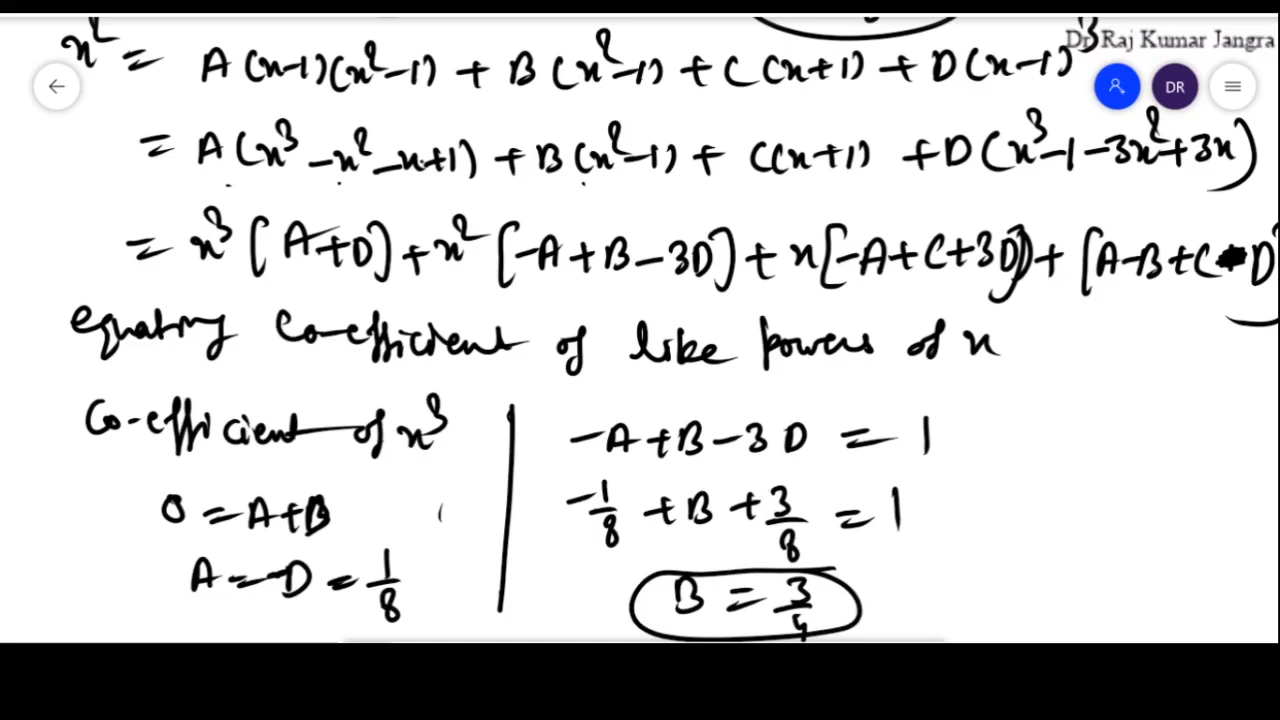 Dr Raj Kumar Jangra
DR
x² = A(x-1)(x²-1) + B(x²-1) + C(x+1) + D(x-1)³
= A(x³-x²-x+1) + B(x²-1) + C(x+1) + D(x³-1-3x²+3x)
= x³[A+D] + x²[-A+B-3D] + x[-A+C+3D] + [A-B+C-D]
equating Co-efficient of like powers of x
Co-efficient of x³
0 = A+B
A = -D = 1/8
-A+B-3D = 1
-1/8 + B + 3/8 = 1
B = 3/4